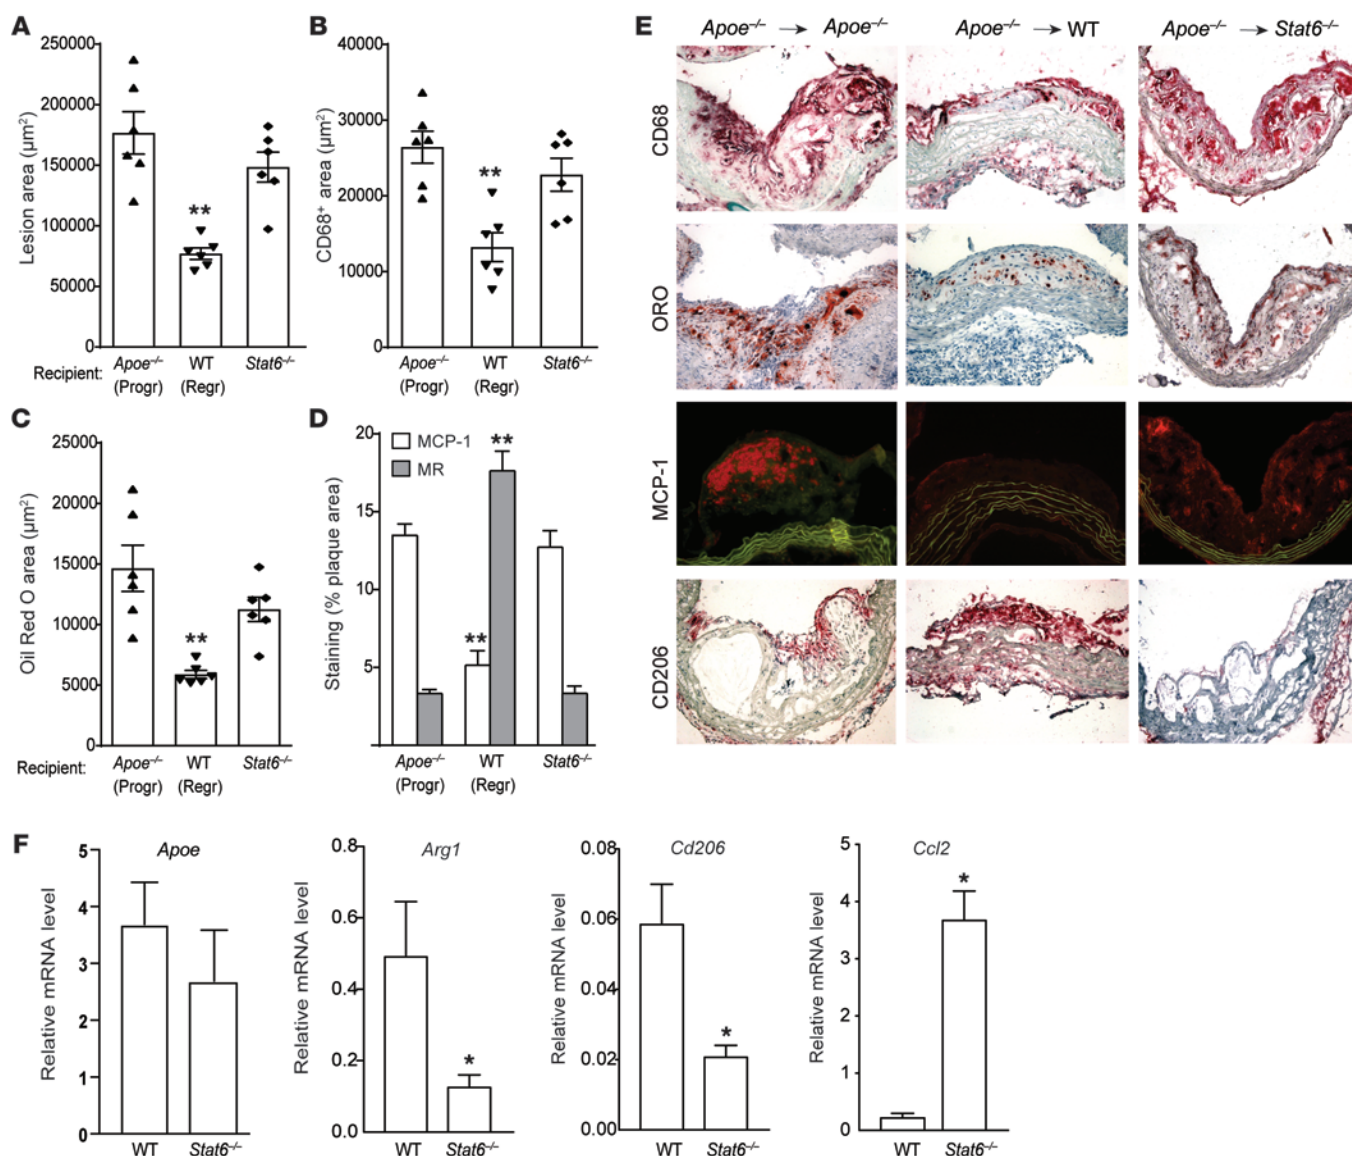 A
Lesion area (µm²)
250000
200000
150000
100000
50000
0
**
Recipient:
Apoe–/– WT Stat6–/–
(Progr) (Regr)
B
CD68+ area (µm²)
40000
30000
20000
10000
0
**
Apoe–/– WT Stat6–/–
(Progr) (Regr)
C
Oil Red O area (µm²)
25000
20000
15000
10000
5000
0
**
Recipient:
Apoe–/– WT Stat6–/–
(Progr) (Regr)
D
Staining (% plaque area)
20
15
10
5
0
MCP-1
MR
**
**
Apoe–/– WT Stat6–/–
(Progr) (Regr)
E
Apoe–/– → Apoe–/–
Apoe–/– → WT
Apoe–/– → Stat6–/–
CD68
ORO
MCP-1
CD206
F
Apoe
Relative mRNA level
5
4
3
2
1
0
WT Stat6–/–
Arg1
Relative mRNA level
0.8
0.6
0.4
0.2
0.0
*
WT Stat6–/–
Cd206
Relative mRNA level
0.08
0.06
0.04
0.02
0.00
*
WT Stat6–/–
Ccl2
Relative mRNA level
5
4
3
2
1
0
*
WT Stat6–/–